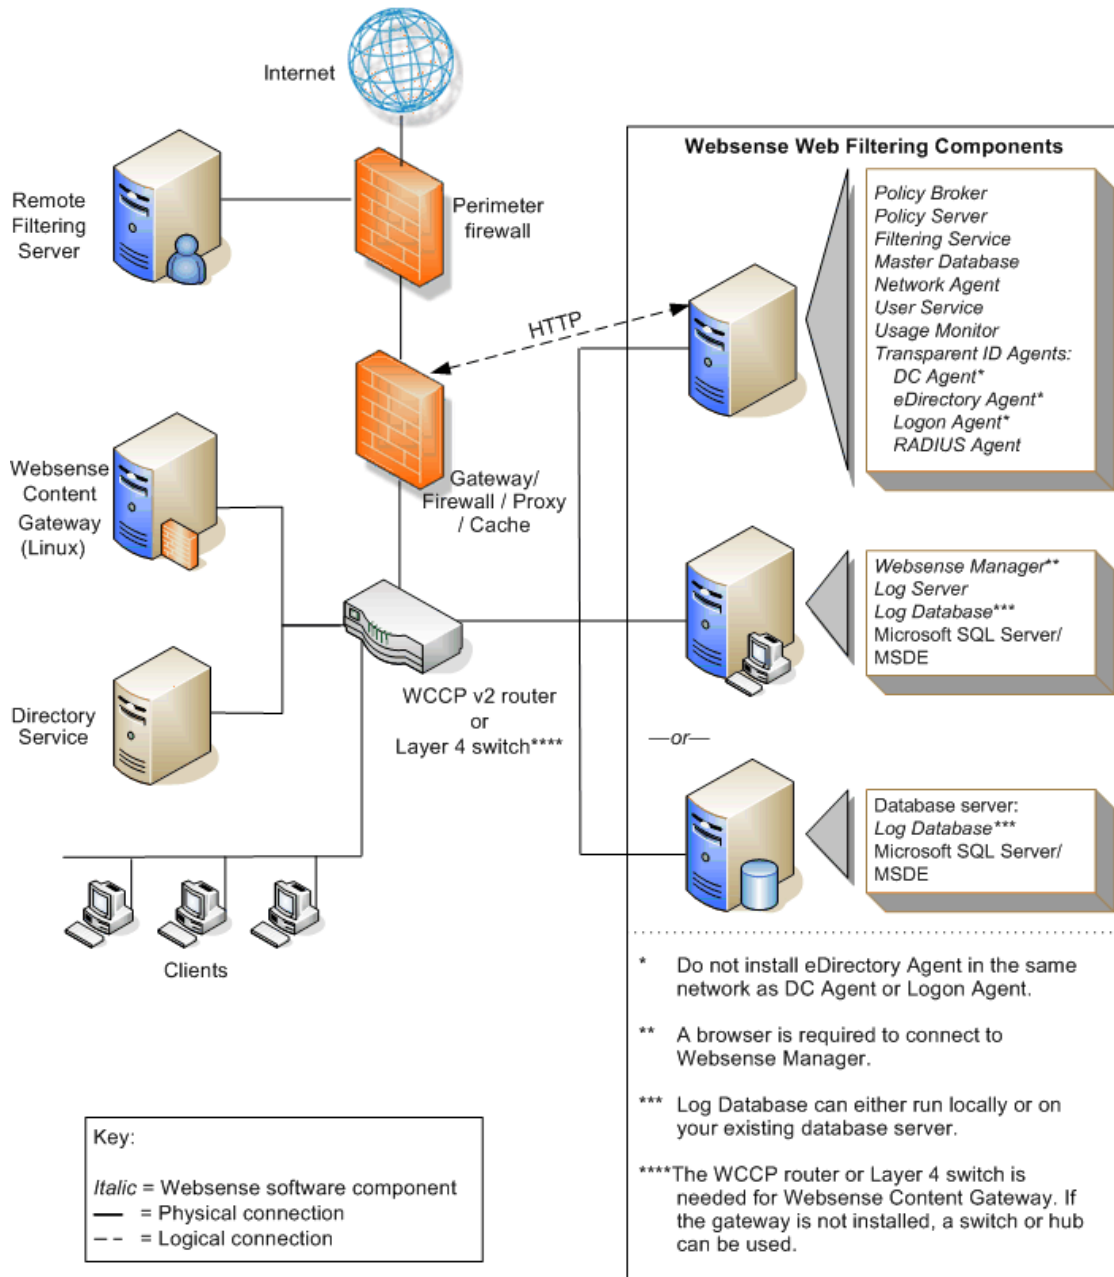 Internet
Remote
Filtering
Server
Perimeter
firewall
HTTP
Websense
Content
Gateway
(Linux)
Gateway/
Firewall / Proxy
/ Cache
Directory
Service
WCCP v2 router
or
Layer 4 switch****
Clients
Websense Web Filtering Components
Policy Broker
Policy Server
Filtering Service
Master Database
Network Agent
User Service
Usage Monitor
Transparent ID Agents:
DC Agent*
eDirectory Agent*
Logon Agent*
RADIUS Agent
Websense Manager**
Log Server
Log Database***
Microsoft SQL Server/
MSDE
—or—
Database server:
Log Database***
Microsoft SQL Server/
MSDE
* Do not install eDirectory Agent in the same
network as DC Agent or Logon Agent.
** A browser is required to connect to
Websense Manager.
*** Log Database can either run locally or on
your existing database server.
****The WCCP router or Layer 4 switch is
needed for Websense Content Gateway. If
the gateway is not installed, a switch or hub
can be used.
Key:
Italic = Websense software component
= Physical connection
= Logical connection